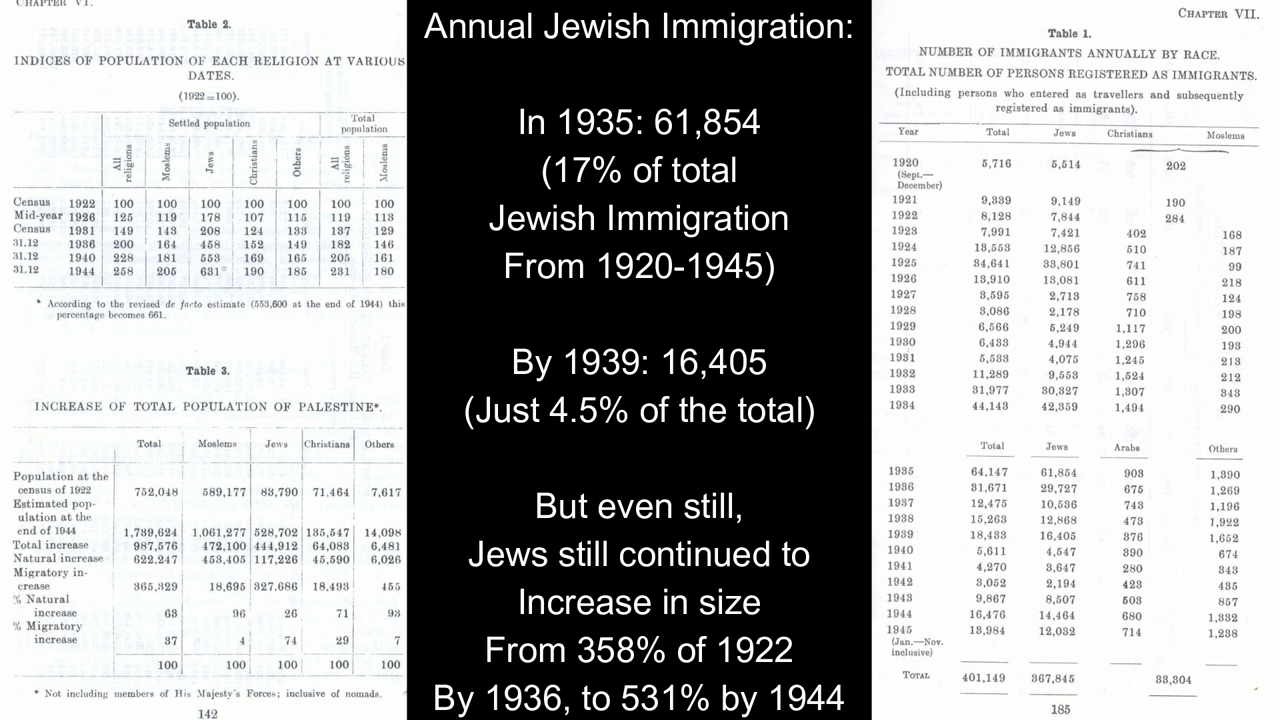 CHAPTER VI.
Table 2.
INDICES OF POPULATION OF EACH RELIGION AT VARIOUS
DATES.
(1922=100).
Settled population
Total
population
All religions Moslems Jews Christians Others All religions Moslems
Census 1922 100 100 100 100 100 100 100
Mid-year 1926 125 119 178 107 115 119 113
Census 1931 149 143 208 124 133 137 129
31.12 1936 200 164 458 152 149 182 146
31.12 1940 228 181 553 169 165 205 161
31.12 1944 258 205 631* 190 185 231 180
* According to the revised de facto estimate (553,600 at the end of 1944) this
percentage becomes 661.
Table 3.
INCREASE OF TOTAL POPULATION OF PALESTINE*.
Total Moslems Jews Christians Others
Population at the
census of 1922 752,048 589,177 83,790 71,464 7,617
Estimated pop-
ulation at the
end of 1944 1,739,624 1,061,277 528,702 135,547 14,098
Total increase 987,576 472,100 444,912 64,083 6,481
Natural increase 622,247 453,405 117,226 45,590 6,026
Migratory in-
crease 365,329 18,695 327.686 18,493 455
% Natural
increase 63 96 26 71 93
% Migratory
increase 37 4 74 29 7
100 100 100 100 100
* Not including members of His Majesty's Forces; inclusive of nomads.
142
Annual Jewish Immigration:
In 1935: 61,854
(17% of total
Jewish Immigration
From 1920-1945)
By 1939: 16,405
(Just 4.5% of the total)
But even still,
Jews still continued to
Increase in size
From 358% of 1922
By 1936, to 531% by 1944
CHAPTER VII.
Table 1.
NUMBER OF IMMIGRANTS ANNUALLY BY RACE.
TOTAL NUMBER OF PERSONS REGISTERED AS IMMIGRANTS.
(Including persons who entered as travellers and subsequently
registered as immigrants).
Year Total Jews Christians Moslems
1920 5,716 5,514 202
(Sept.—
December)
1921 9,339 9,149 190
1922 8,128 7,844 284
1923 7,991 7,421 402 168
1924 13,553 12,856 510 187
1925 34,641 33,801 741 99
1926 13,910 13,081 611 218
1927 3,595 2,713 758 124
1928 3,086 2,178 710 198
1929 6,566 5,249 1,117 200
1930 6,433 4,944 1,296 193
1931 5,533 4,075 1,245 213
1932 11,289 9,553 1,524 212
1933 31,977 30,327 1,307 343
1934 44,143 42,359 1,494 290
Total Jews Arabs Others
1935 64,147 61,854 903 1,390
1936 31,671 29,727 675 1,269
1937 12,475 10,536 743 1,196
1938 15,263 12,868 473 1,922
1939 18,433 16,405 376 1,652
1940 5,611 4,547 390 674
1941 4,270 3,647 280 343
1942 3,052 2,194 423 435
1943 9,867 8,507 503 857
1944 16,476 14,464 680 1,332
1945 13,984 12,032 714 1,238
(Jan.—Nov.
inclusive)
TOTAL 401,149 367,845 33,304
185